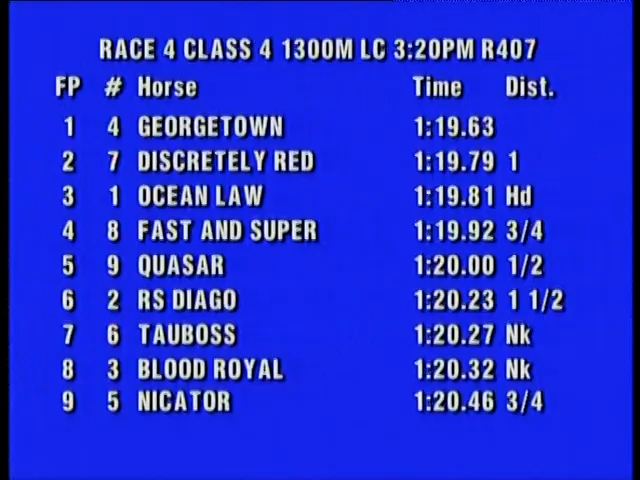 RACE 4 CLASS 4 1300M LC 3:20PM R407
FP # Horse Time Dist.
1 4 GEORGETOWN 1:19.63
2 7 DISCRETELY RED 1:19.79 1
3 1 OCEAN LAW 1:19.81 Hd
4 8 FAST AND SUPER 1:19.92 3/4
5 9 QUASAR 1:20.00 1/2
6 2 RS DIAGO 1:20.23 1 1/2
7 6 TAUBOSS 1:20.27 Nk
8 3 BLOOD ROYAL 1:20.32 Nk
9 5 NICATOR 1:20.46 3/4